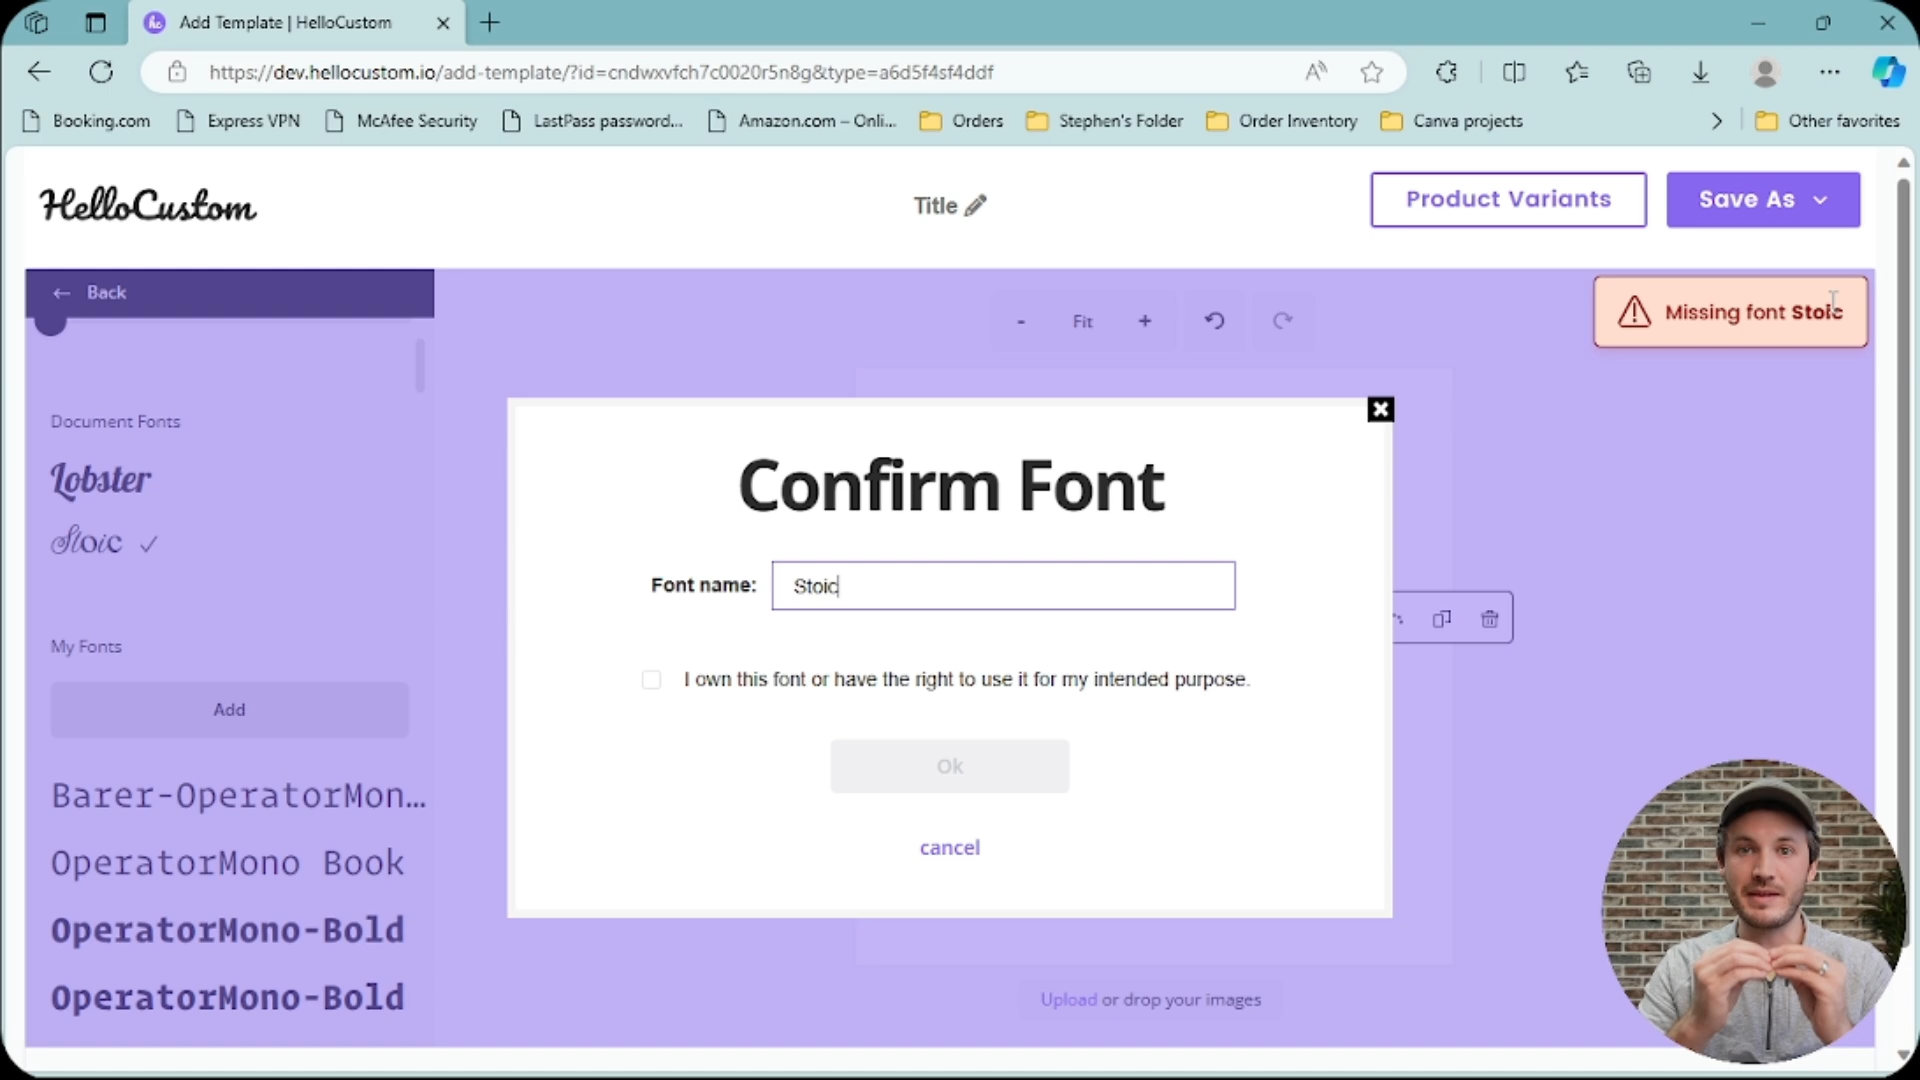 Add Template | HelloCustom
https://dev.hellocustom.io/add-template/?id=cndwxvfch7c0020r5n8g&type=a6d5f4sf4ddf
Booking.com
Express VPN
McAfee Security
LastPass password...
Amazon.com – Onli...
Orders
Stephen's Folder
Order Inventory
Canva projects
Other favorites
HelloCustom
Title
Product Variants
Save As
← Back
- Fit +
Missing font Stoic
Document Fonts
Lobster
Stoic ✓
My Fonts
Add
Barer-OperatorMon...
OperatorMono Book
OperatorMono-Bold
OperatorMono-Bold
Confirm Font
Font name: Stoic
I own this font or have the right to use it for my intended purpose.
Ok
cancel
Upload or drop your images